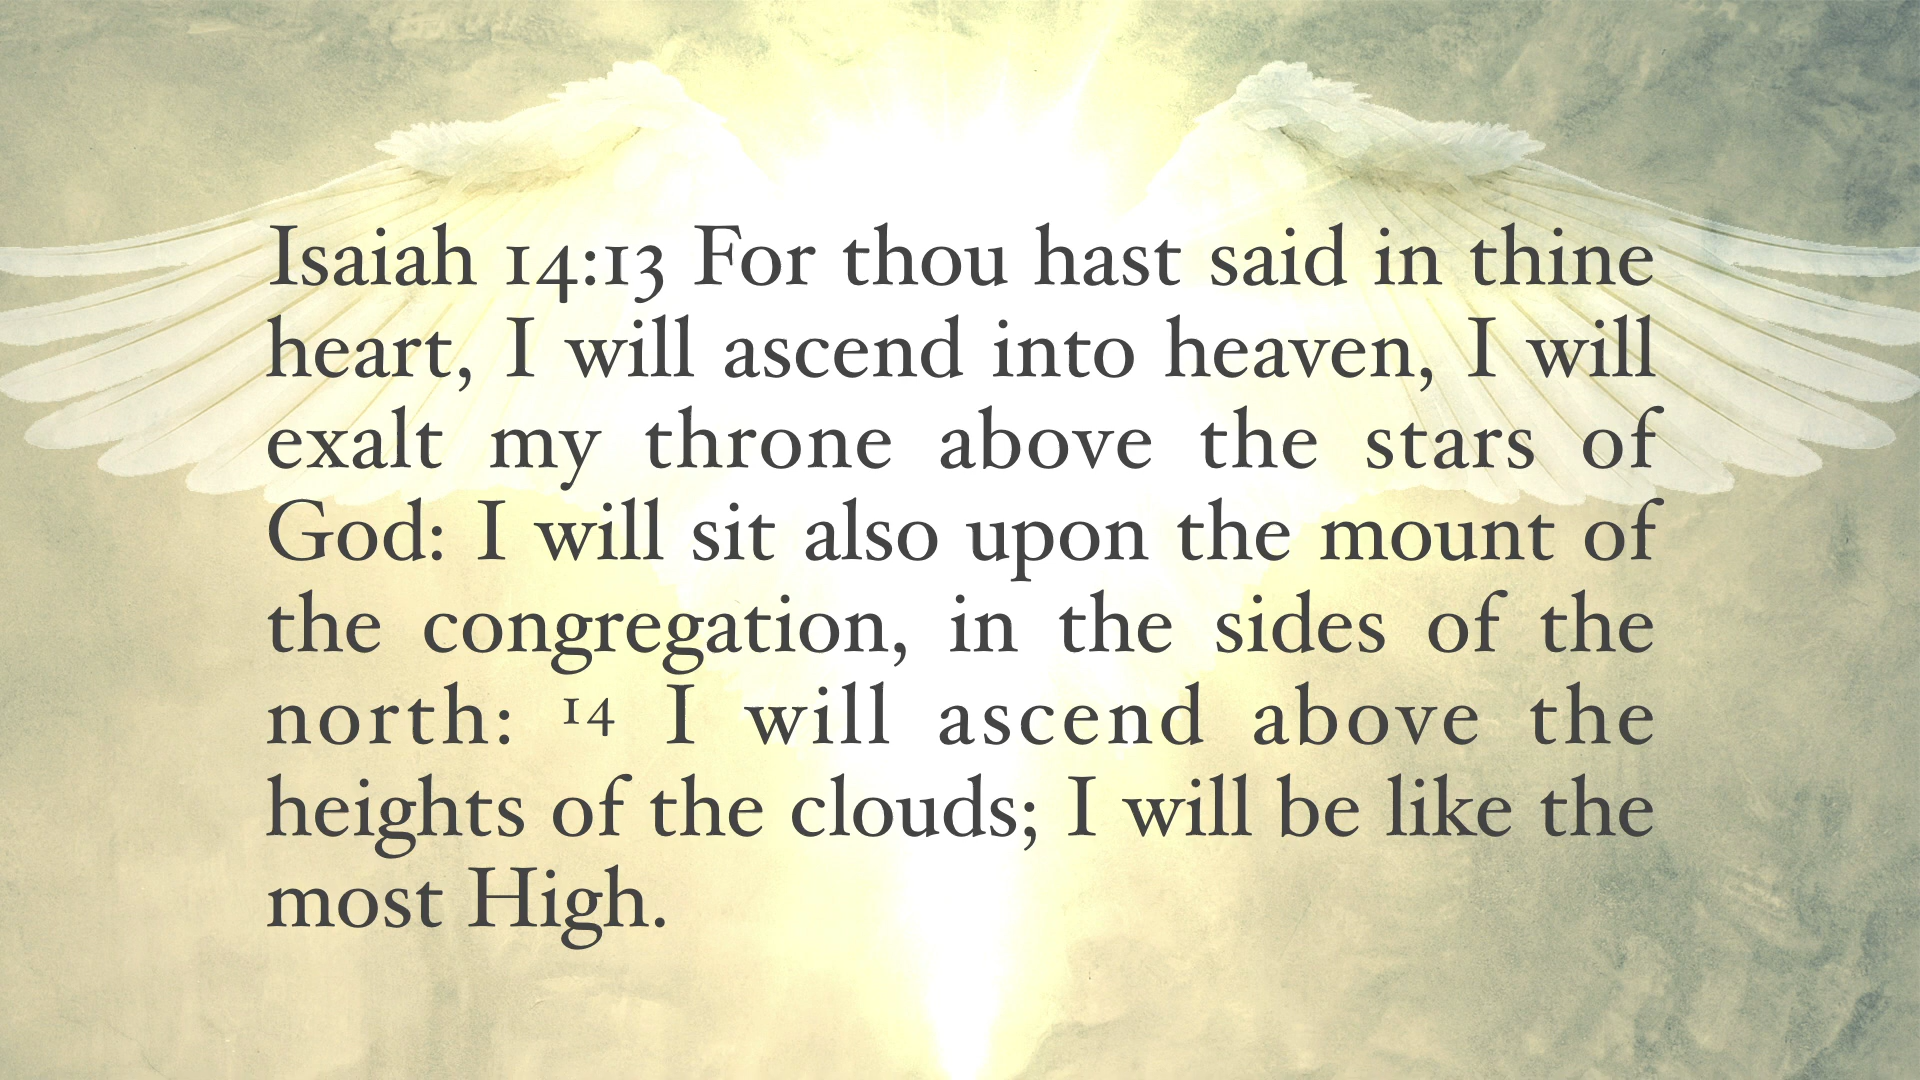 Isaiah 14:13 For thou hast said in thine
heart, I will ascend into heaven, I will
exalt my throne above the stars of
God: I will sit also upon the mount of
the congregation, in the sides of the
north: ¹⁴ I will ascend above the
heights of the clouds; I will be like the
most High.